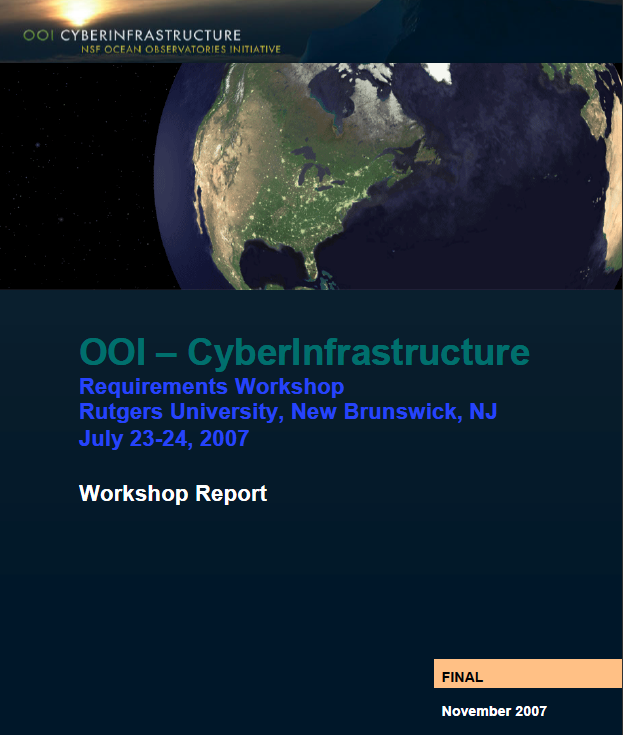 OOI CYBERINFRASTRUCTURE
NSF OCEAN OBSERVATORIES INITIATIVE
OOI – CyberInfrastructure
Requirements Workshop
Rutgers University, New Brunswick, NJ
July 23-24, 2007
Workshop Report
FINAL
November 2007